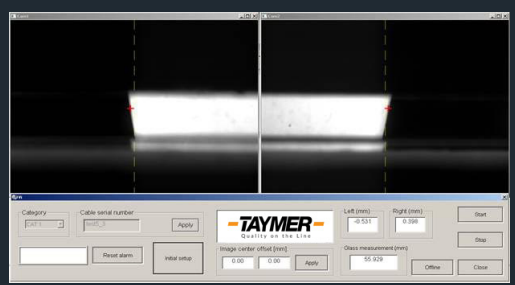 Category
Cell 1
Cable serial number
Apply
Reset alarm
Initial setup
TAYMER
Quality on the Line
Image center offset [mm]
0.00
0.00
Apply
Left (mm)
-0.531
Right (mm)
0.398
Glass measurement (mm)
55.929
Offline
Start
Stop
Close